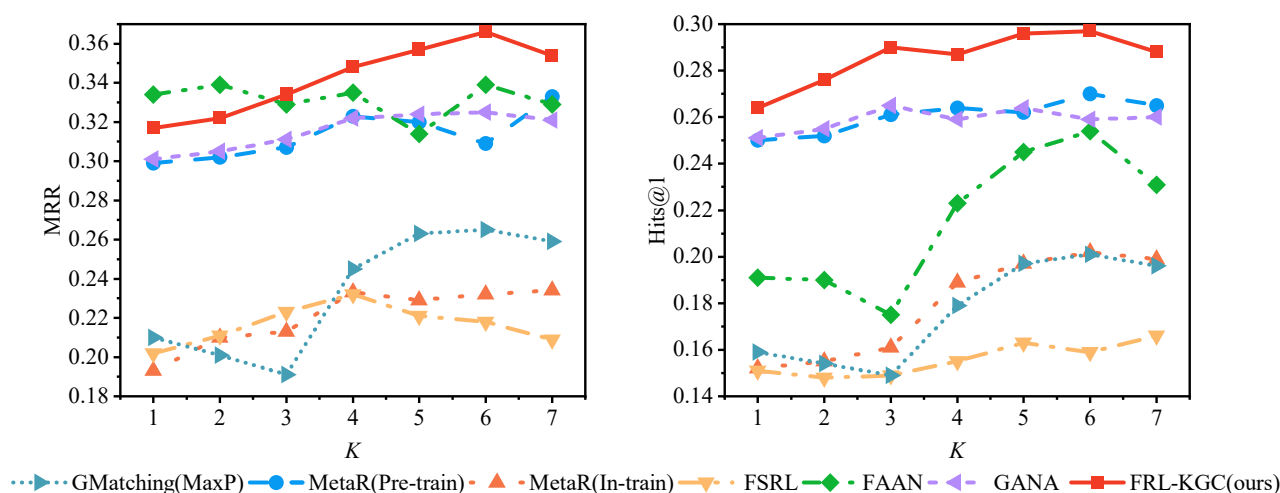 MRR
0.36
0.34
0.32
0.30
0.28
0.26
0.24
0.22
0.20
0.18
1 2 3 4 5 6 7
K
Hits@1
0.30
0.28
0.26
0.24
0.22
0.20
0.18
0.16
0.14
1 2 3 4 5 6 7
K
GMatching(MaxP) MetaR(Pre-train) MetaR(In-train) FSRL FAAN GANA FRL-KGC(ours)